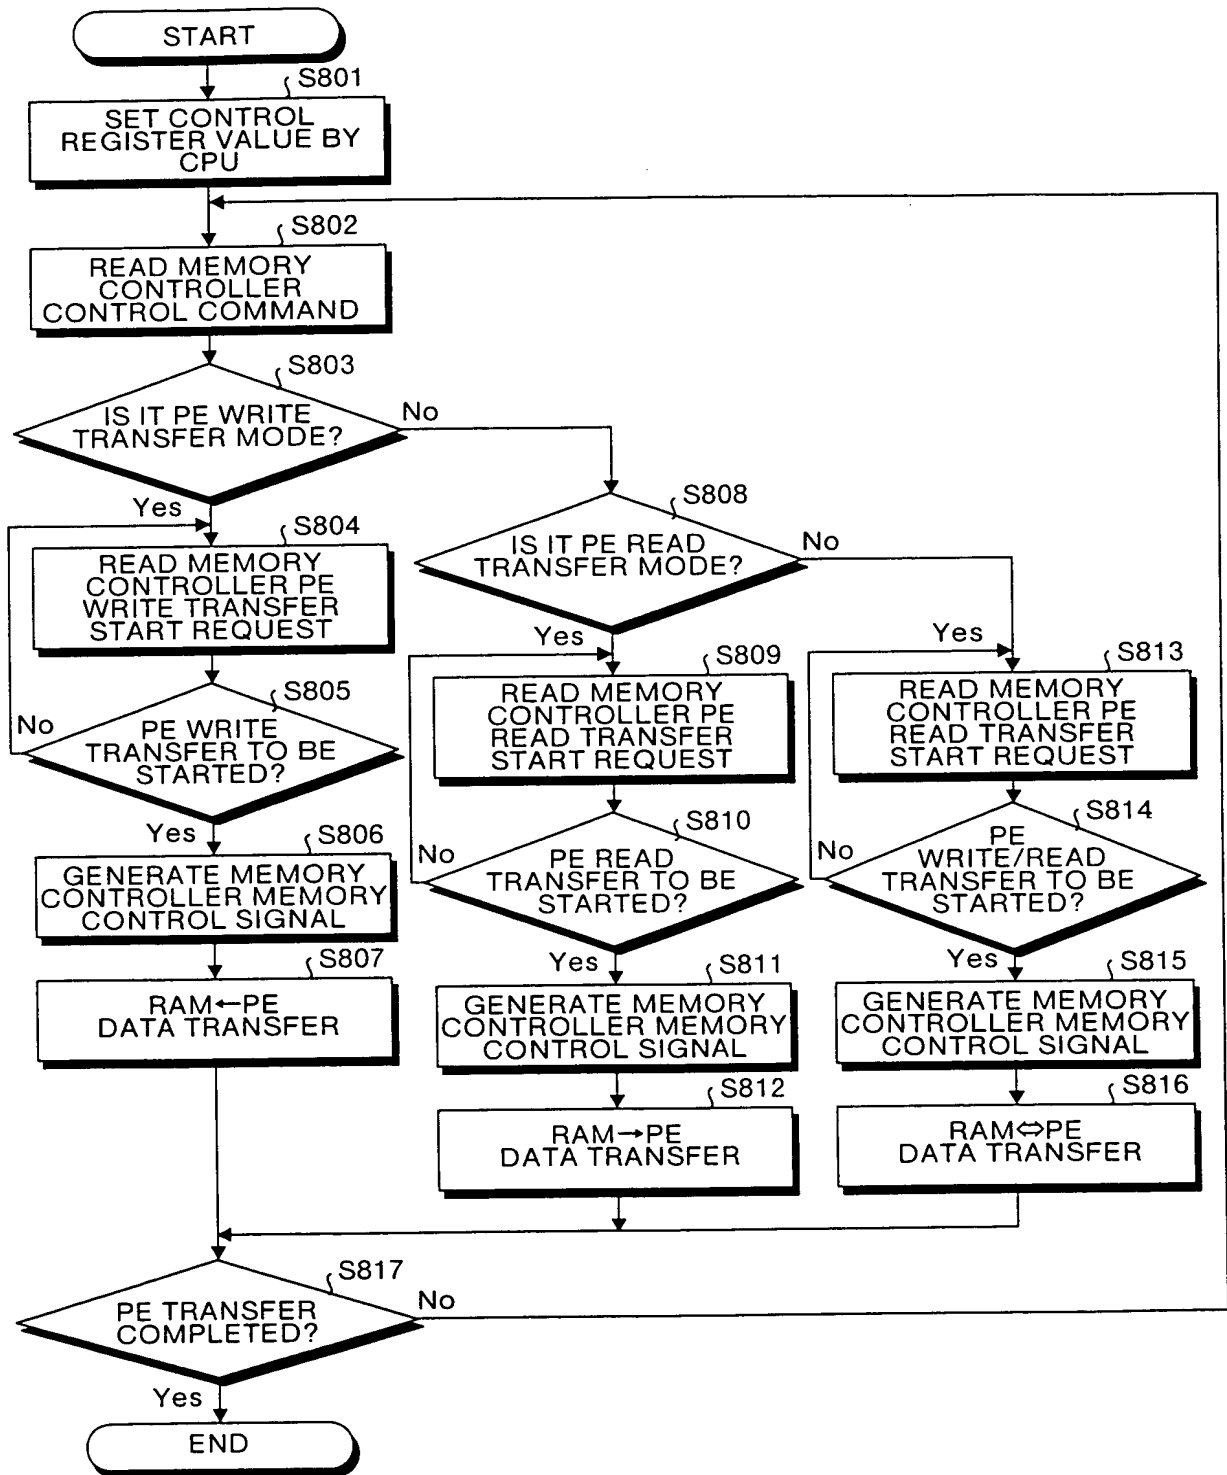 START
S801
SET CONTROL
REGISTER VALUE BY
CPU
S802
READ MEMORY
CONTROLLER
CONTROL COMMAND
S803
IS IT PE WRITE
TRANSFER MODE?
No
Yes
S804
READ MEMORY
CONTROLLER PE
WRITE TRANSFER
START REQUEST
S805
No
PE WRITE
TRANSFER TO BE
STARTED?
Yes
S806
GENERATE MEMORY
CONTROLLER MEMORY
CONTROL SIGNAL
S807
RAM←PE
DATA TRANSFER
S808
IS IT PE READ
TRANSFER MODE?
No
Yes
S809
READ MEMORY
CONTROLLER PE
READ TRANSFER
START REQUEST
S810
No
PE READ
TRANSFER TO BE
STARTED?
Yes
S811
GENERATE MEMORY
CONTROLLER MEMORY
CONTROL SIGNAL
S812
RAM→PE
DATA TRANSFER
Yes
S813
READ MEMORY
CONTROLLER PE
READ TRANSFER
START REQUEST
S814
No
PE
WRITE/READ
TRANSFER TO BE
STARTED?
Yes
S815
GENERATE MEMORY
CONTROLLER MEMORY
CONTROL SIGNAL
S816
RAM⇔PE
DATA TRANSFER
S817
PE TRANSFER
COMPLETED?
No
Yes
END